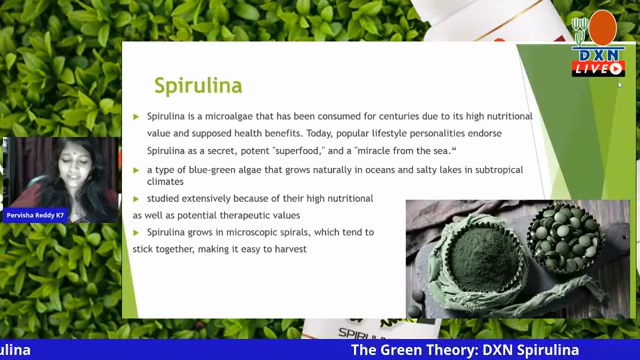 DXN
LIVE
Spirulina
Spirulina is a microalgae that has been consumed for centuries due to its high nutritional
value and supposed health benefits. Today, popular lifestyle personalities endorse
Spirulina as a secret, potent "superfood," and a "miracle from the sea.“
a type of blue-green algae that grows naturally in oceans and salty lakes in subtropical
climates
studied extensively because of their high nutritional
as well as potential therapeutic values
Spirulina grows in microscopic spirals, which tend to
stick together, making it easy to harvest
Pervisha Reddy K7
ulina
The Green Theory: DXN Spirulina